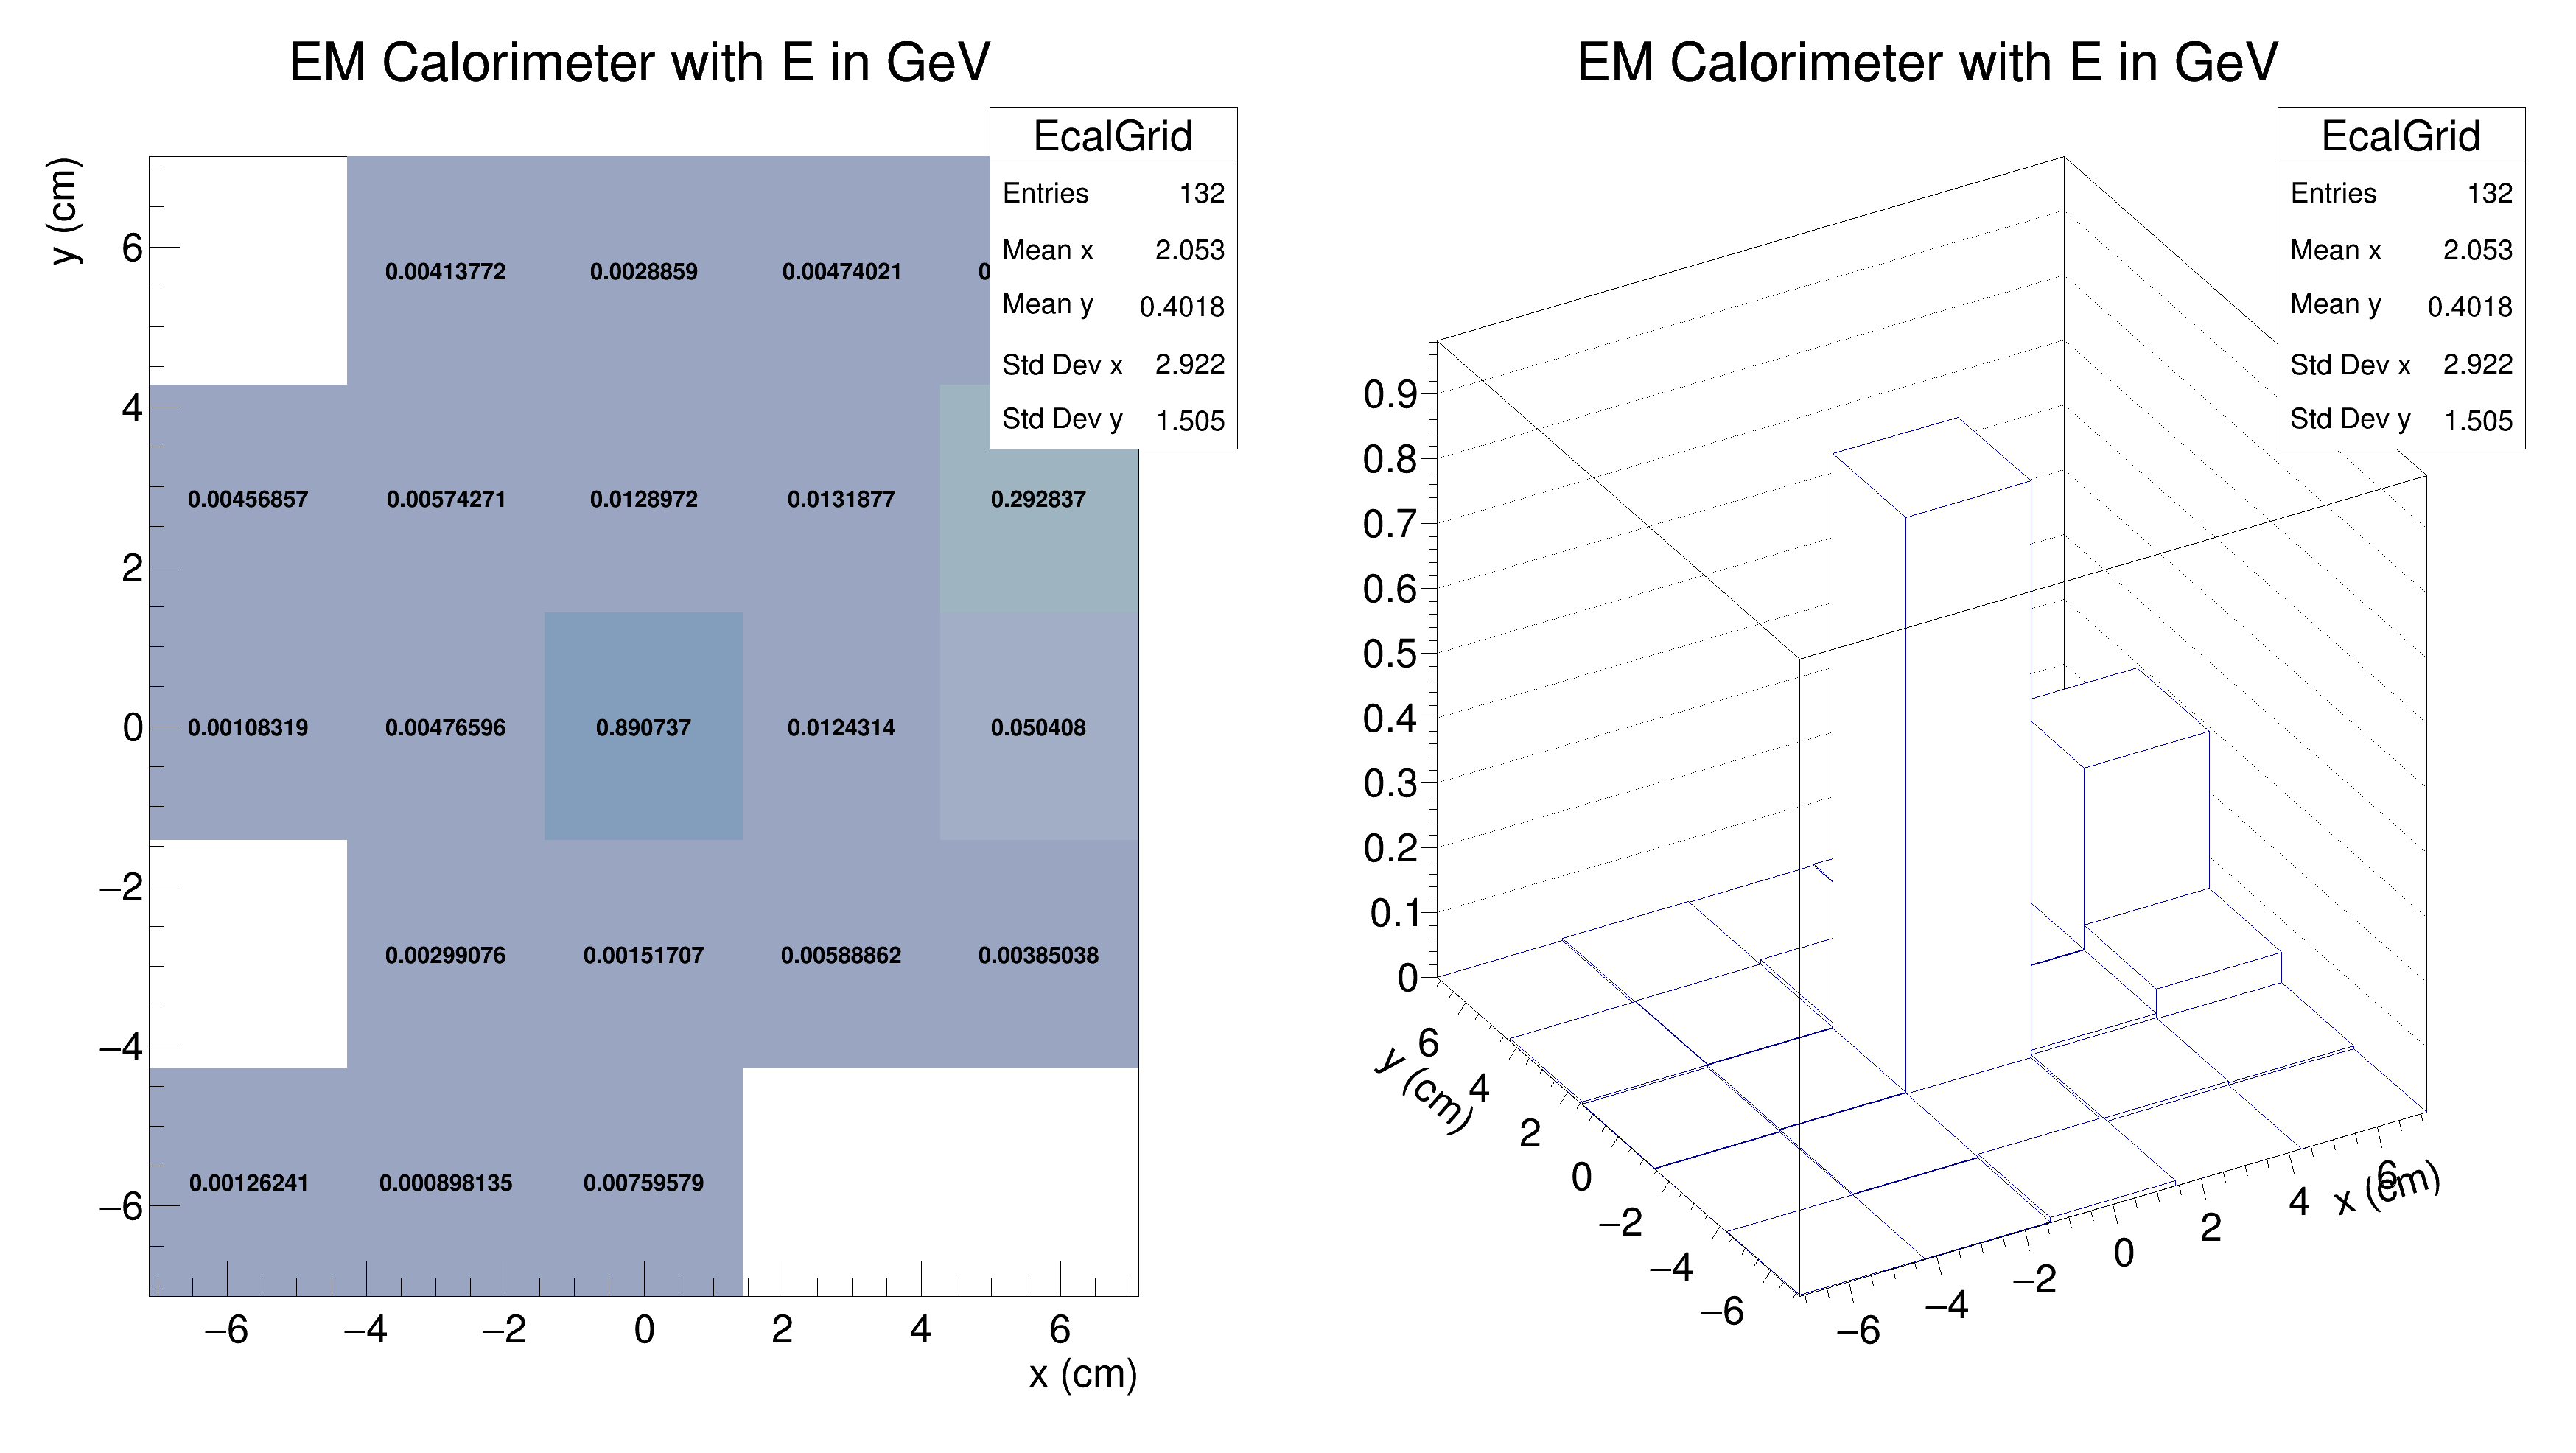 EM Calorimeter with E in GeV
EcalGrid
Entries 132
Mean x 2.053
Mean y 0.4018
Std Dev x 2.922
Std Dev y 1.505
y (cm)
6
4
2
0
−2
−4
−6
0.00413772 0.0028859 0.00474021
0.00456857 0.00574271 0.0128972 0.0131877 0.292837
0.00108319 0.00476596 0.890737 0.0124314 0.050408
0.00299076 0.00151707 0.00588862 0.00385038
0.00126241 0.000898135 0.00759579
−6 −4 −2 0 2 4 6
x (cm)
EM Calorimeter with E in GeV
EcalGrid
Entries 132
Mean x 2.053
Mean y 0.4018
Std Dev x 2.922
Std Dev y 1.505
0.9
0.8
0.7
0.6
0.5
0.4
0.3
0.2
0.1
0
y (cm)
6
4
2
0
−2
−4
−6
−6 −4 −2 0 2 4 6
x (cm)